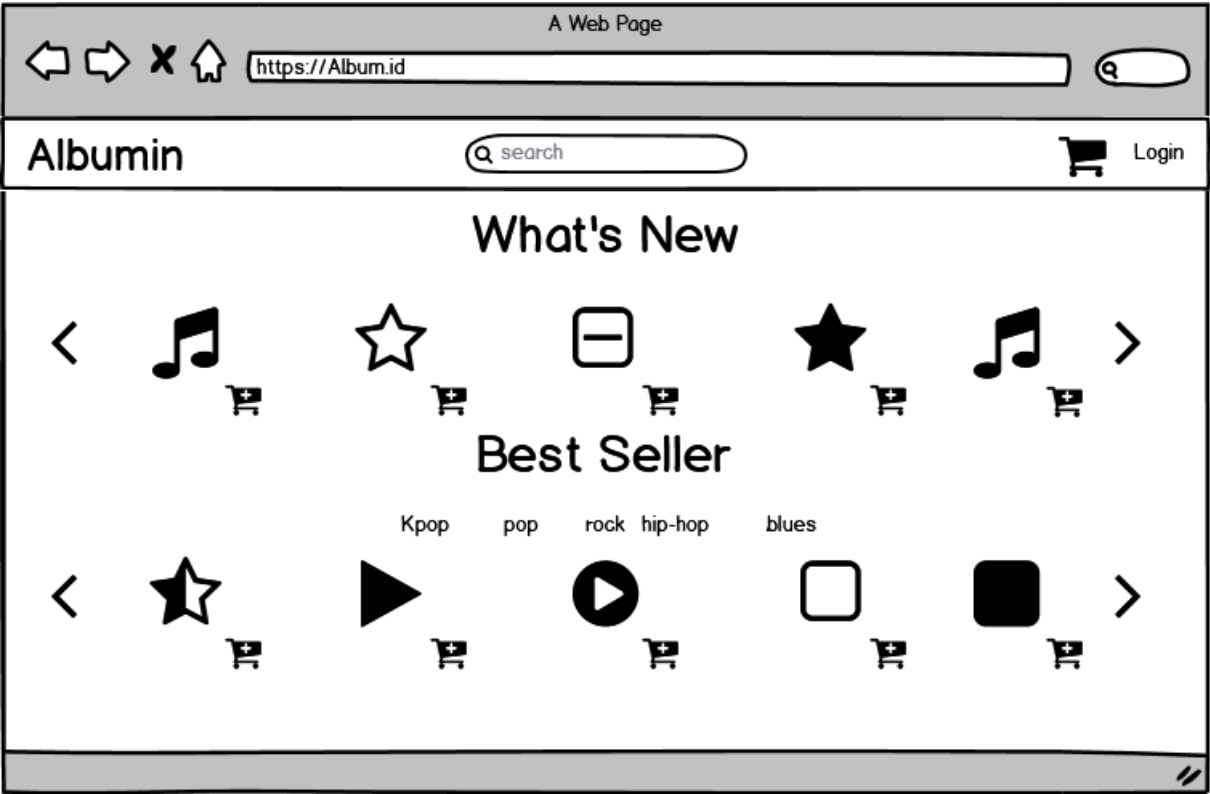 A Web Page
https://Album.id
Albumin
search
Login
What's New
Best Seller
Kpop pop rock hip-hop blues